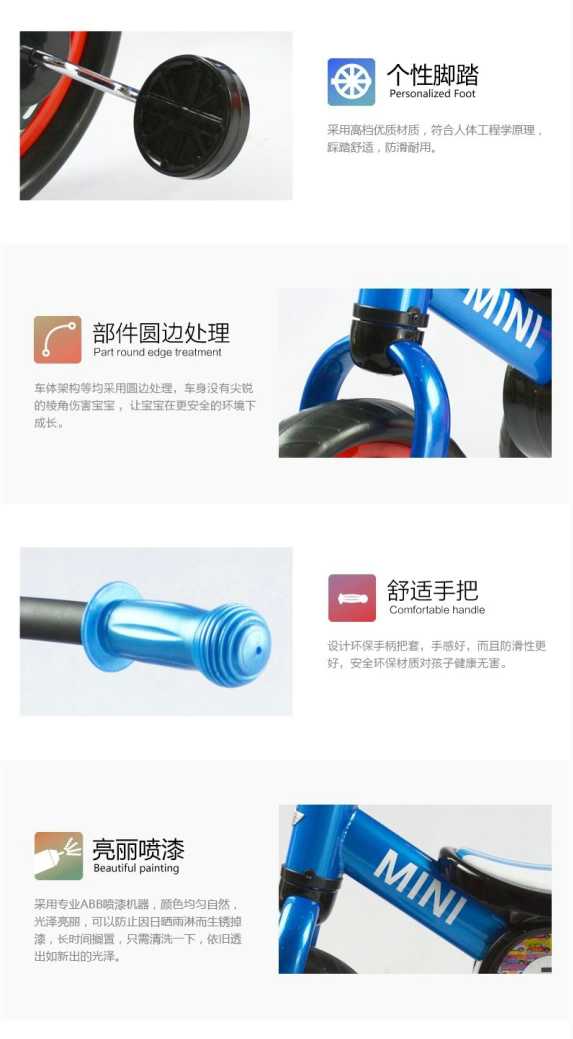 个性脚踏
Personalized Foot
采用高档优质材质，符合人体工程学原理，
踩踏舒适，防滑耐用。
部件圆边处理
Part round edge treatment
车体架构等均采用圆边处理，车身没有尖锐
的棱角伤害宝宝，让宝宝在更安全的环境下
成长。
MINI
舒适手把
Comfortable handle
设计环保手柄把套，手感好，而且防滑性更
好，安全环保材质对孩子健康无害。
亮丽喷漆
Beautiful painting
采用专业ABB喷漆机器，颜色均匀自然，
光泽亮丽，可以防止因日晒雨淋而生锈掉
漆，长时间搁置，只需清洗一下，依旧透
出如新出的光泽。
MINI